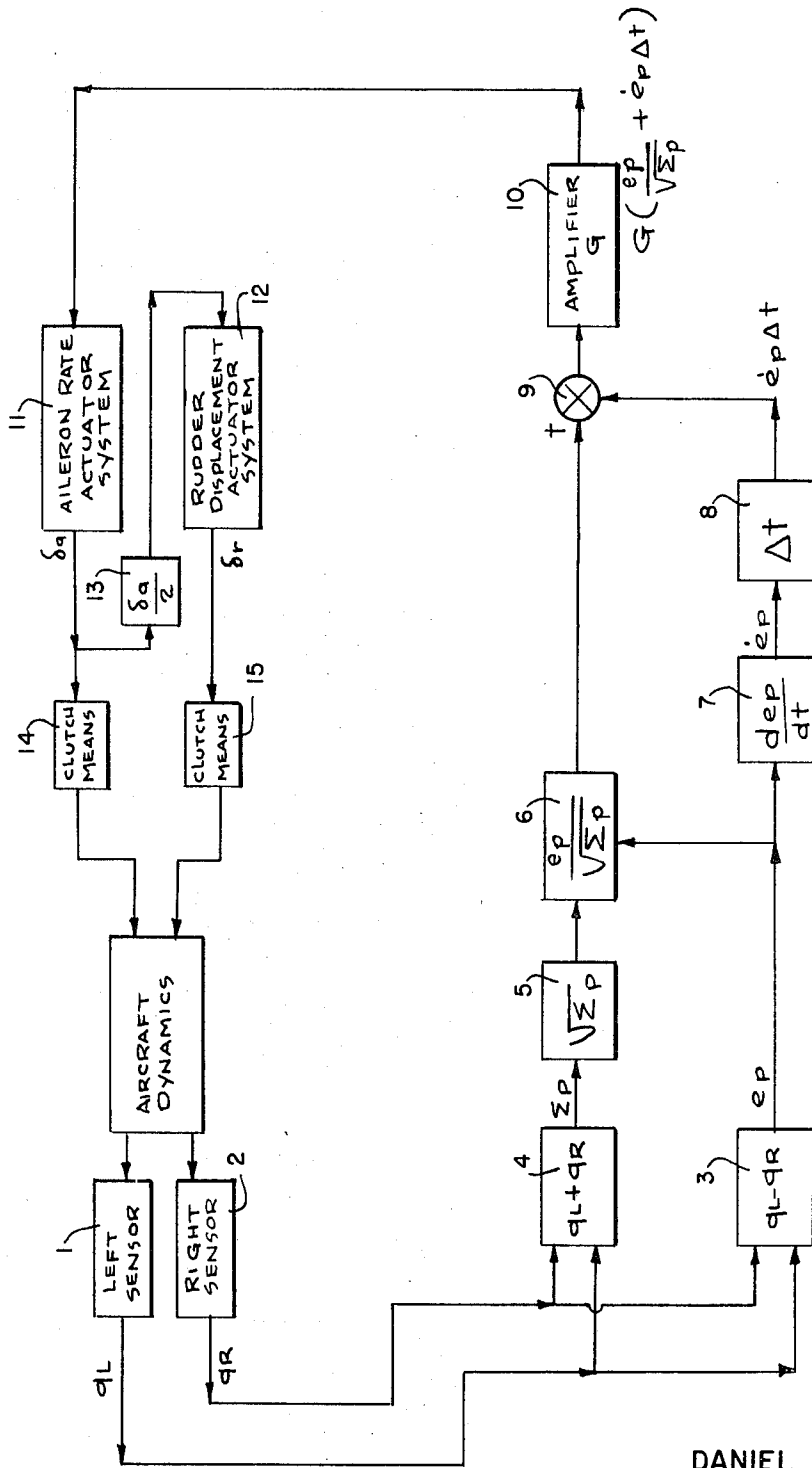 1
LEFT
SENSOR
qL
2
RIGHT
SENSOR
qR
AIRCRAFT
DYNAMICS
14
CLUTCH
MEANS
15
CLUTCH
MEANS
δa
13
δa/2
δr
11
AILERON RATE
ACTUATOR
SYSTEM
12
RUDDER
DISPLACEMENT
ACTUATOR
SYSTEM
4
qL+qR
Σp
5
√Σp
6
ep/√Σp
t
9
10
AMPLIFIER
G
G(ep/√Σp + ėpΔt)
3
qL-qR
ep
7
dep/dt
ėp
8
Δt
ėpΔt
DANIEL